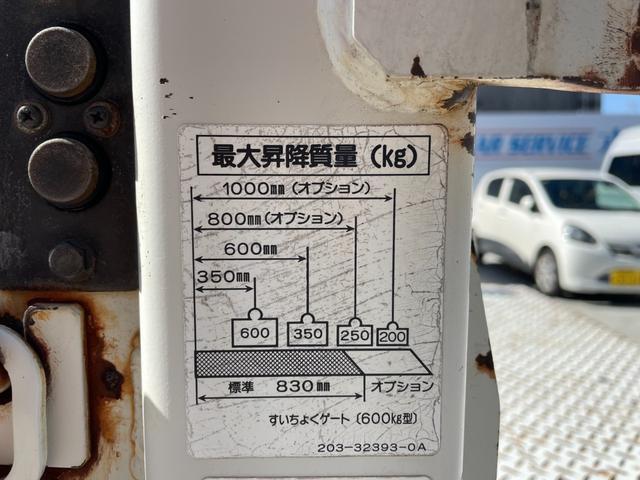 最大昇降質量(kg)
1000mm(オプション)
800mm(オプション)
600mm
350mm
600 350 250 200
標準 830mm オプション
すいちょくゲート(600kg型)
203-32393-0A
AR SERVICE